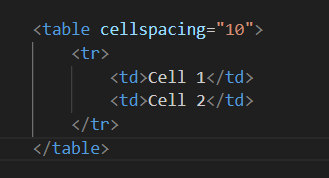 <table cellspacing="10">
    <tr>
        <td>Cell 1</td>
        <td>Cell 2</td>
    </tr>
</table>